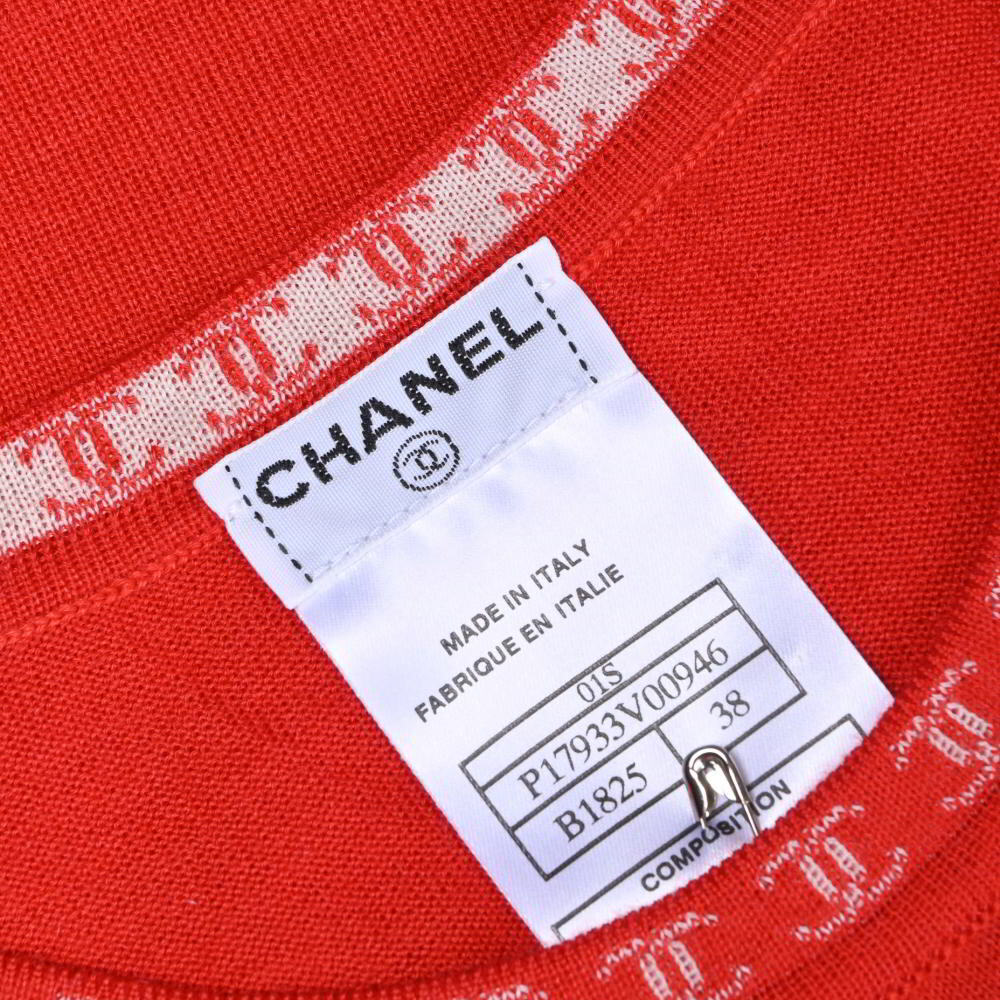 CHANEL
MADE IN ITALY
FABRIQUE EN ITALIE
01S
P17933V00946
B1825 38
COMPOSITION